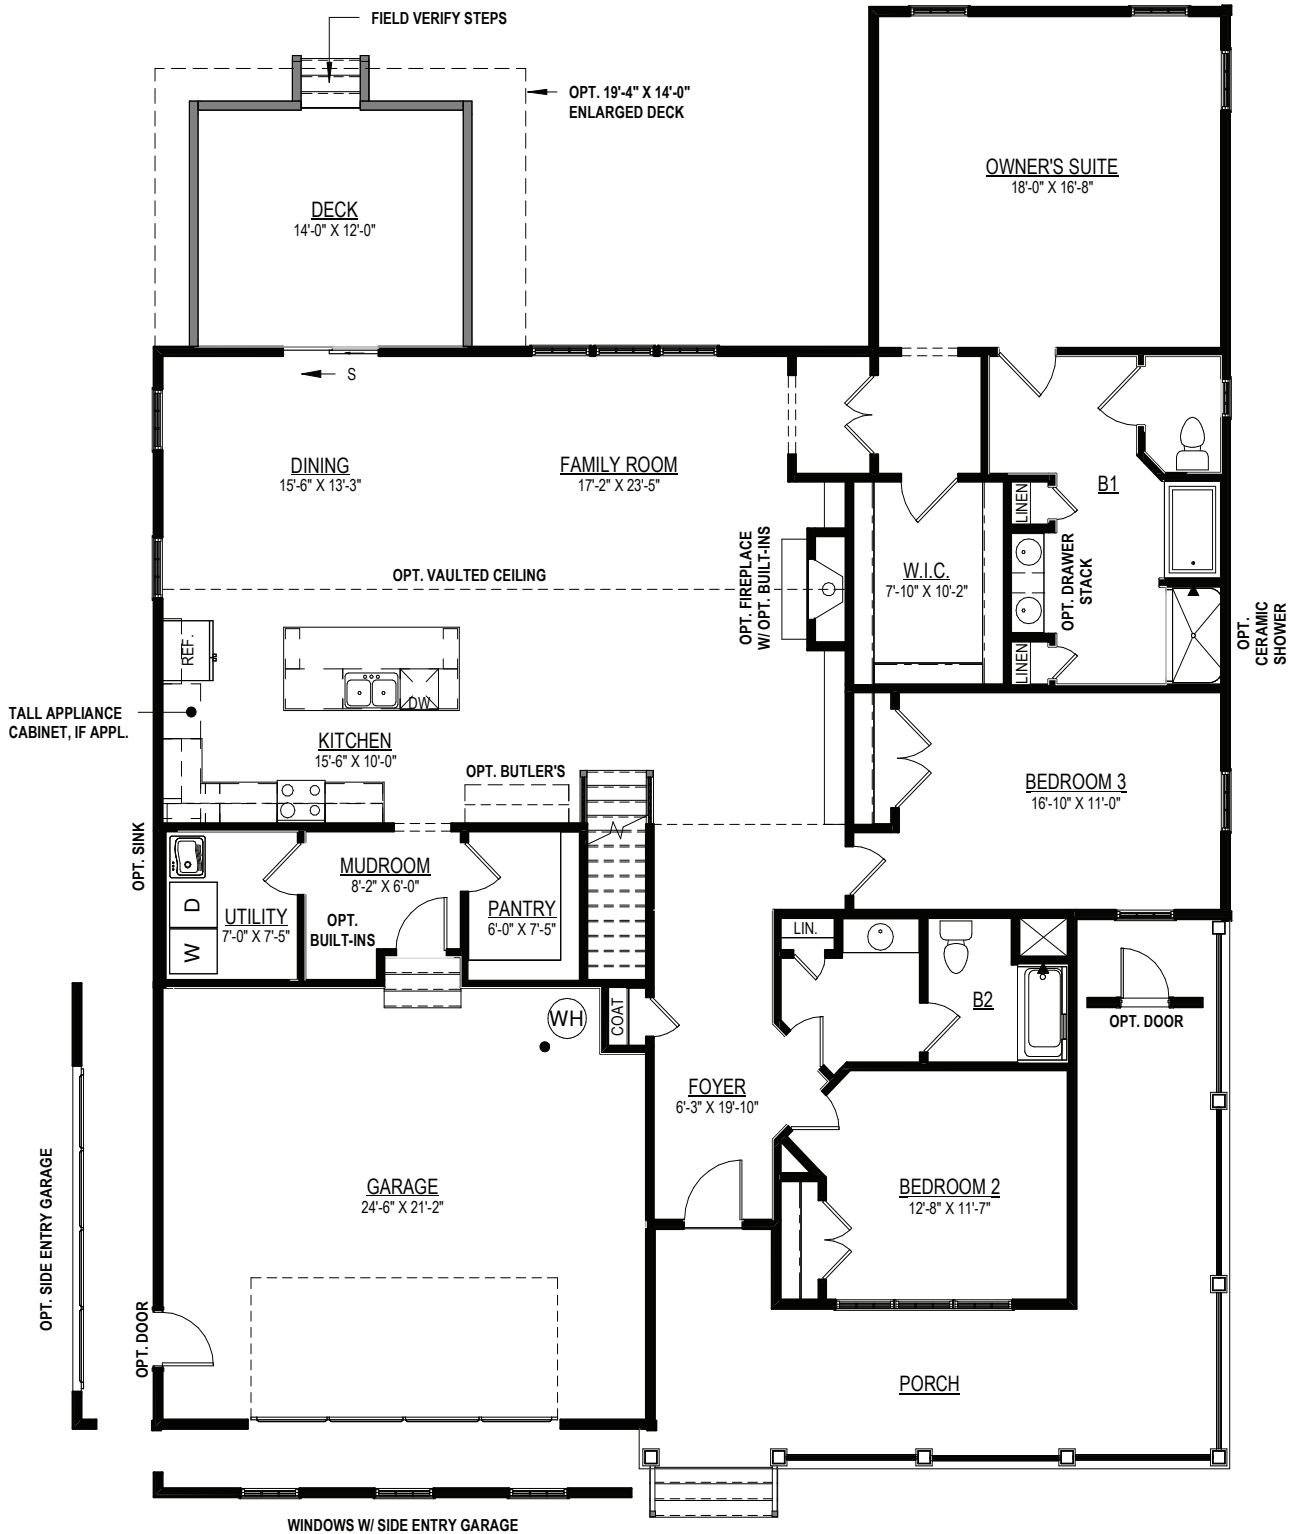 FIELD VERIFY STEPS
OPT. 19'-4" X 14'-0"
ENLARGED DECK
OWNER'S SUITE
18'-0" X 16'-8"
DECK
14'-0" X 12'-0"
S
DINING
15'-6" X 13'-3"
FAMILY ROOM
17'-2" X 23'-5"
B1
LINEN
OPT. VAULTED CEILING
OPT. FIREPLACE
W/ OPT. BUILT-INS
W.I.C.
7'-10" X 10'-2"
OPT. DRAWER
STACK
OPT.
CERAMIC
SHOWER
REF.
LINEN
DW
TALL APPLIANCE
CABINET, IF APPL.
KITCHEN
15'-6" X 10'-0"
OPT. BUTLER'S
BEDROOM 3
16'-10" X 11'-0"
OPT. SINK
MUDROOM
8'-2" X 6'-0"
D
W
UTILITY
7'-0" X 7'-5"
OPT.
BUILT-INS
PANTRY
6'-0" X 7'-5"
LIN.
B2
COAT
WH
OPT. DOOR
FOYER
6'-3" X 19'-10"
OPT. SIDE ENTRY GARAGE
GARAGE
24'-6" X 21'-2"
BEDROOM 2
12'-8" X 11'-7"
OPT. DOOR
PORCH
WINDOWS W/ SIDE ENTRY GARAGE